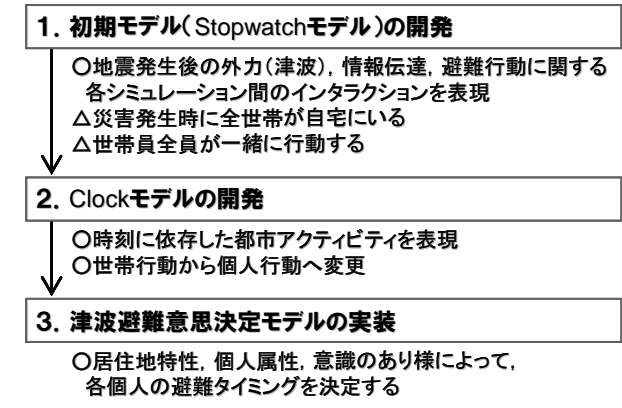 1. 初期モデル(Stopwatchモデル)の開発
○地震発生後の外力(津波),情報伝達,避難行動に関する
各シミュレーション間のインタラクションを表現
△災害発生時に全世帯が自宅にいる
△世帯員全員が一緒に行動する
2. Clockモデルの開発
○時刻に依存した都市アクティビティを表現
○世帯行動から個人行動へ変更
3. 津波避難意思決定モデルの実装
○居住地特性,個人属性,意識のあり様によって,
各個人の避難タイミングを決定する